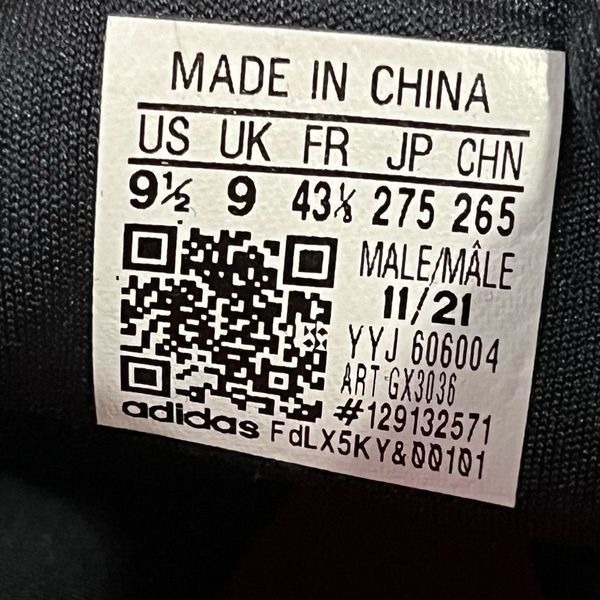 MADE IN CHINA
US UK FR JP CHN
9½ 9 43⅓ 275 265
MALE/MÂLE
11/21
YYJ 606004
ART GX3036
#129132571
adidas FdLX5KY&00101